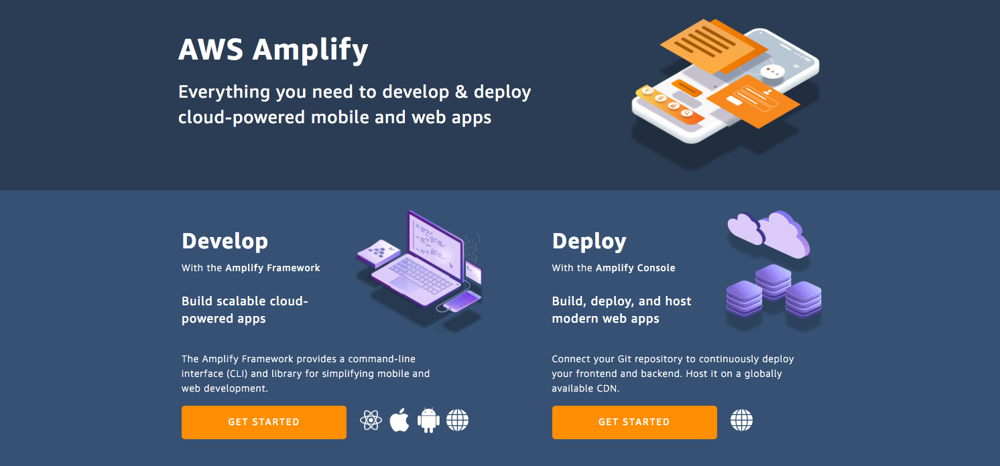 AWS Amplify
Everything you need to develop & deploy
cloud-powered mobile and web apps
Develop
With the Amplify Framework
Build scalable cloud-
powered apps
The Amplify Framework provides a command-line
interface (CLI) and library for simplifying mobile and
web development.
GET STARTED
Deploy
With the Amplify Console
Build, deploy, and host
modern web apps
Connect your Git repository to continuously deploy
your frontend and backend. Host it on a globally
available CDN.
GET STARTED